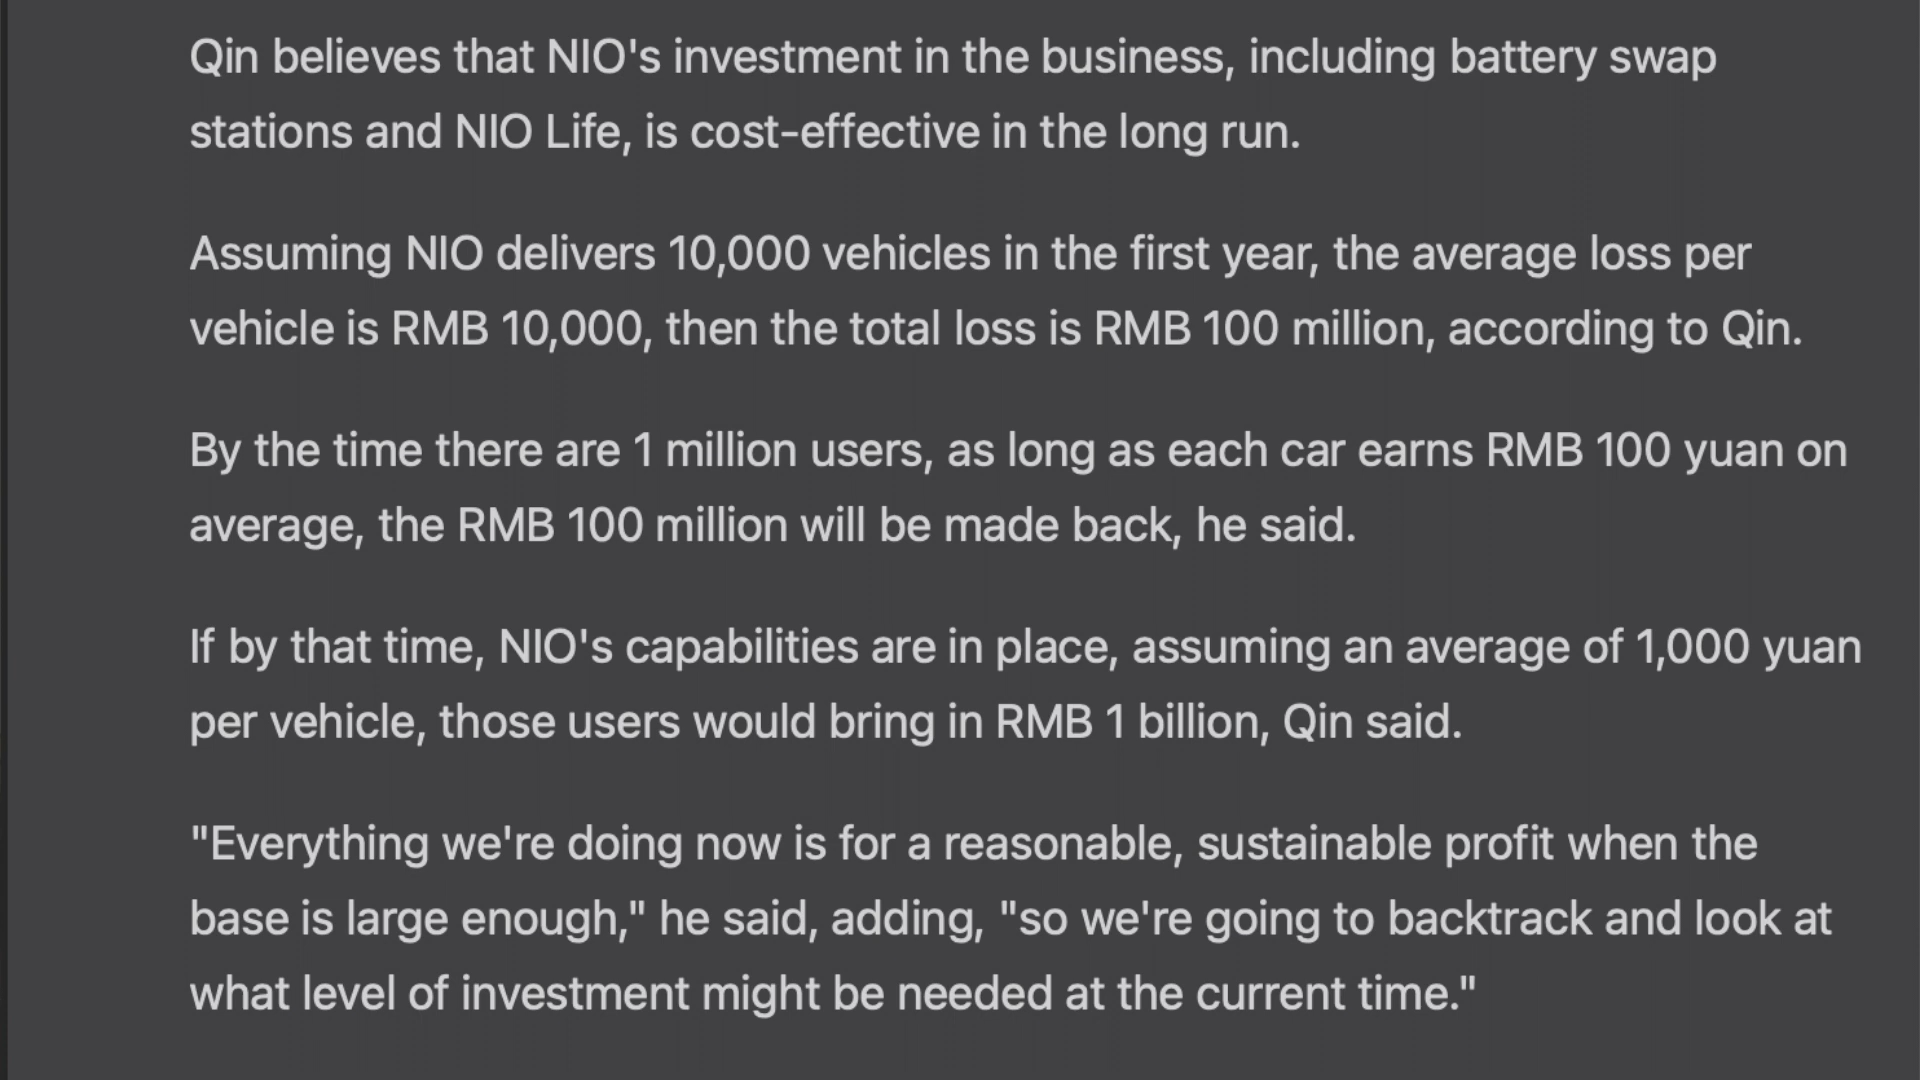 Qin believes that NIO's investment in the business, including battery swap
stations and NIO Life, is cost-effective in the long run.
Assuming NIO delivers 10,000 vehicles in the first year, the average loss per
vehicle is RMB 10,000, then the total loss is RMB 100 million, according to Qin.
By the time there are 1 million users, as long as each car earns RMB 100 yuan on
average, the RMB 100 million will be made back, he said.
If by that time, NIO's capabilities are in place, assuming an average of 1,000 yuan
per vehicle, those users would bring in RMB 1 billion, Qin said.
"Everything we're doing now is for a reasonable, sustainable profit when the
base is large enough," he said, adding, "so we're going to backtrack and look at
what level of investment might be needed at the current time."